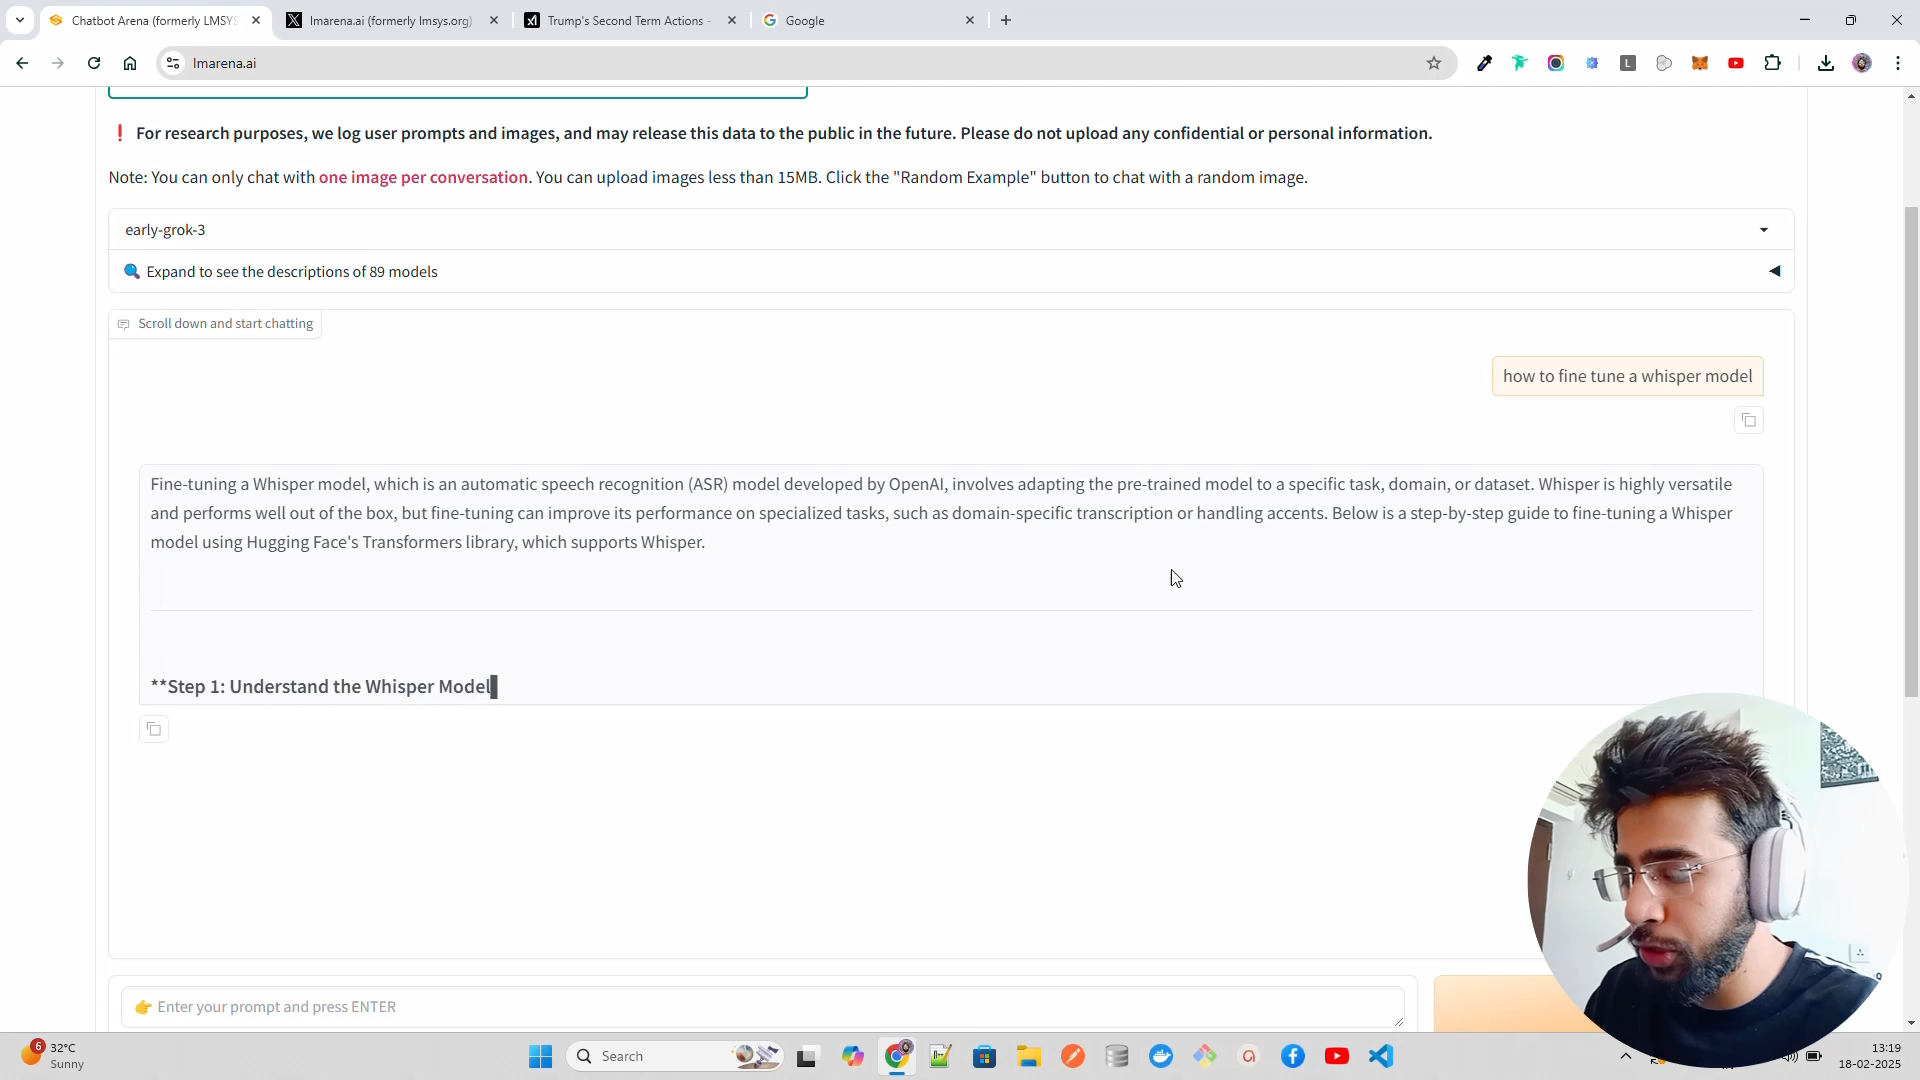 Chatbot Arena (formerly LMSYS
lmarena.ai (formerly lmsys.org)
Trump's Second Term Actions -
Google
lmarena.ai
❗ For research purposes, we log user prompts and images, and may release this data to the public in the future. Please do not upload any confidential or personal information.
Note: You can only chat with one image per conversation. You can upload images less than 15MB. Click the "Random Example" button to chat with a random image.
early-grok-3
🔍 Expand to see the descriptions of 89 models
Scroll down and start chatting
how to fine tune a whisper model
Fine-tuning a Whisper model, which is an automatic speech recognition (ASR) model developed by OpenAI, involves adapting the pre-trained model to a specific task, domain, or dataset. Whisper is highly versatile
and performs well out of the box, but fine-tuning can improve its performance on specialized tasks, such as domain-specific transcription or handling accents. Below is a step-by-step guide to fine-tuning a Whisper
model using Hugging Face's Transformers library, which supports Whisper.
**Step 1: Understand the Whisper Model
👉 Enter your prompt and press ENTER
6
32°C
Sunny
Search
13:19
18-02-2025